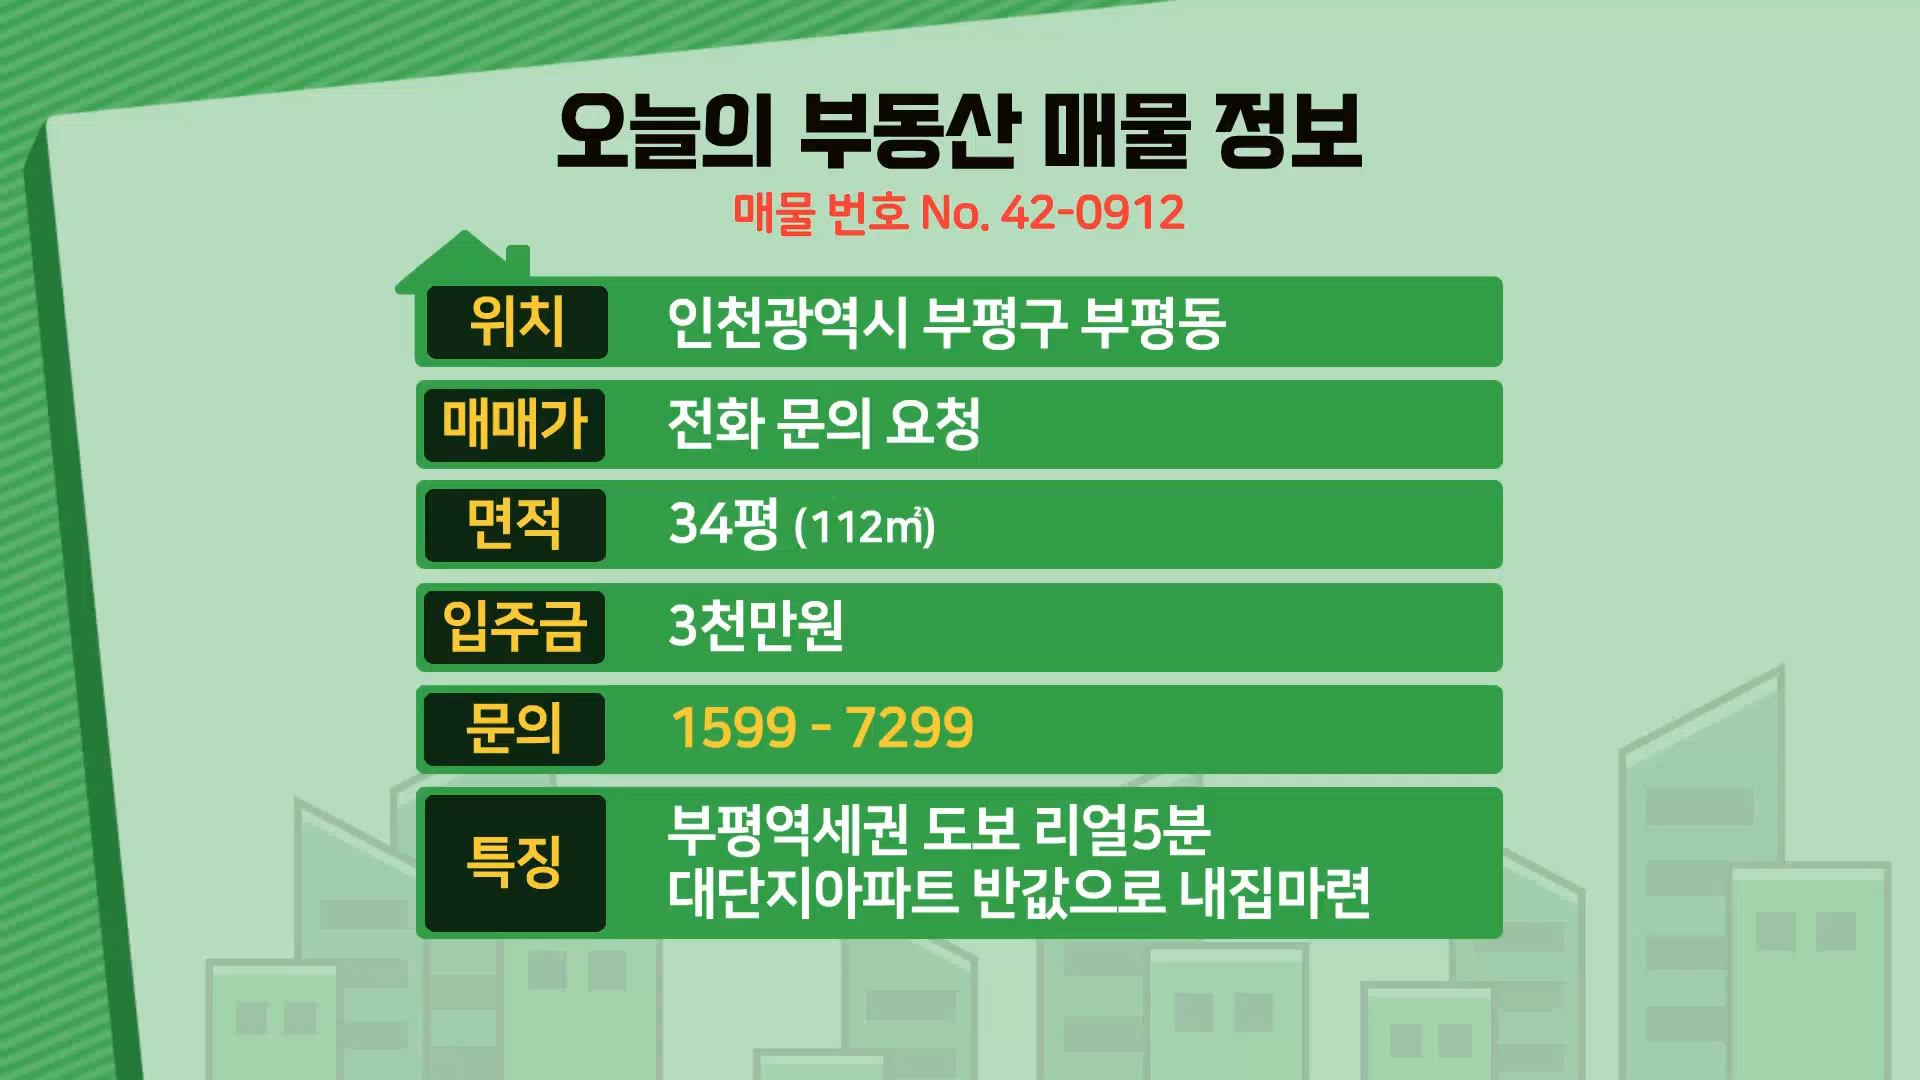 오늘의 부동산 매물 정보
매물 번호 No. 42-0912
위치 인천광역시 부평구 부평동
매매가 전화 문의 요청
면적 34평 (112㎡)
입주금 3천만원
문의 1599 - 7299
특징 부평역세권 도보 리얼5분
대단지아파트 반값으로 내집마련